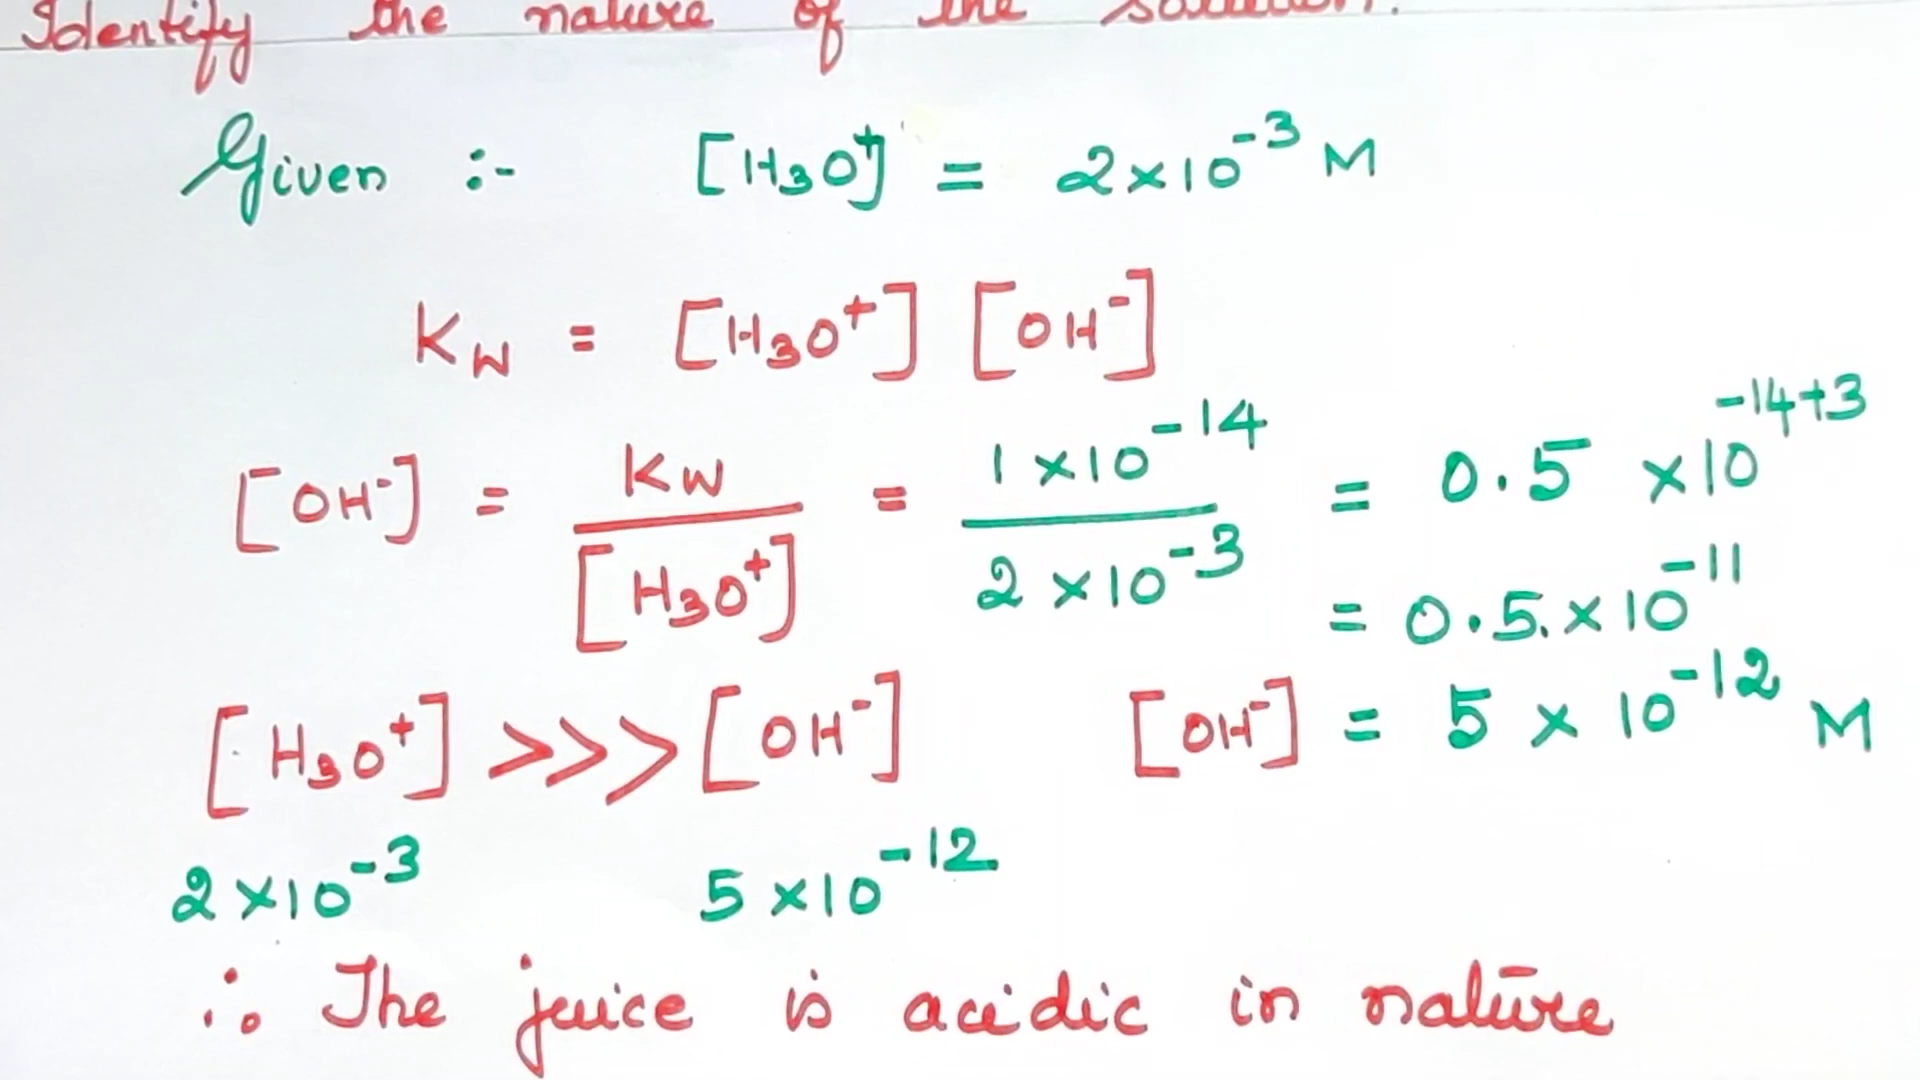 Identify the nature of the solution.
Given :- [H₃O⁺] = 2×10⁻³ M
Kw = [H₃O⁺] [OH⁻]
[OH⁻] = Kw / [H₃O⁺] = 1×10⁻¹⁴ / 2×10⁻³ = 0.5 ×10⁻¹⁴⁺³
= 0.5.×10⁻¹¹
[H₃O⁺] >>> [OH⁻] [OH⁻] = 5 × 10⁻¹² M
2×10⁻³ 5×10⁻¹²
∴ The juice is acidic in nature